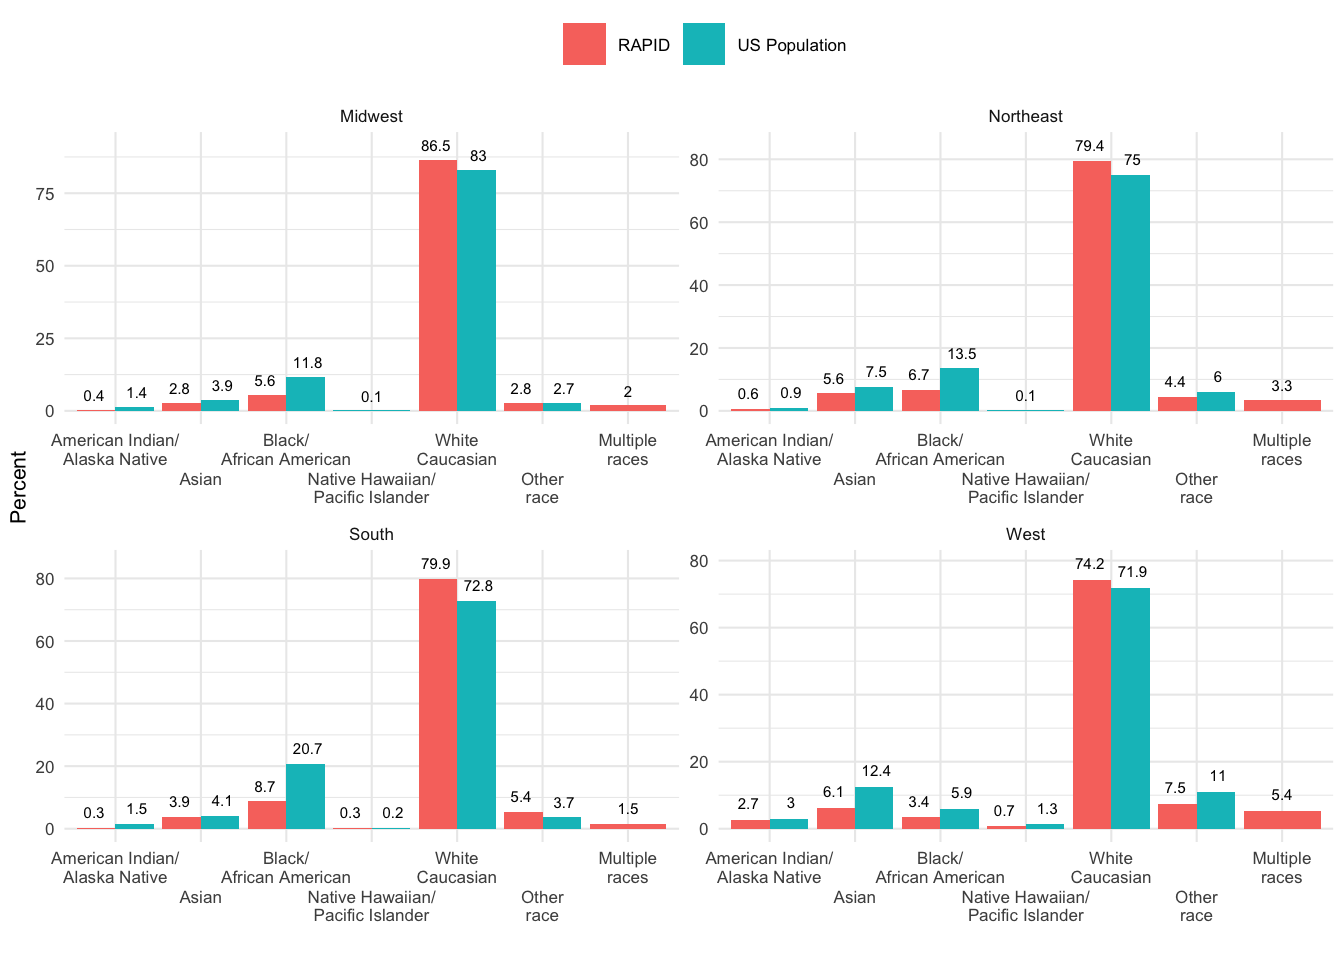 RAPID US Population
Midwest
86.5 83
75
50
25
0.4 1.4 2.8 3.9 5.6 11.8 0.1 2.8 2.7 2
0
American Indian/ Black/ White Multiple
Alaska Native African American Caucasian races
Asian Native Hawaiian/ Other
Pacific Islander race
Northeast
79.4 75
80
60
40
20
0.6 0.9 5.6 7.5 6.7 13.5 0.1 4.4 6 3.3
0
American Indian/ Black/ White Multiple
Alaska Native African American Caucasian races
Asian Native Hawaiian/ Other
Pacific Islander race
Percent
South
79.9 72.8
80
60
40
20
0.3 1.5 3.9 4.1 8.7 20.7 0.3 0.2 5.4 3.7 1.5
0
American Indian/ Black/ White Multiple
Alaska Native African American Caucasian races
Asian Native Hawaiian/ Other
Pacific Islander race
West
74.2 71.9
80
60
40
20
2.7 3 6.1 12.4 3.4 5.9 0.7 1.3 7.5 11 5.4
0
American Indian/ Black/ White Multiple
Alaska Native African American Caucasian races
Asian Native Hawaiian/ Other
Pacific Islander race